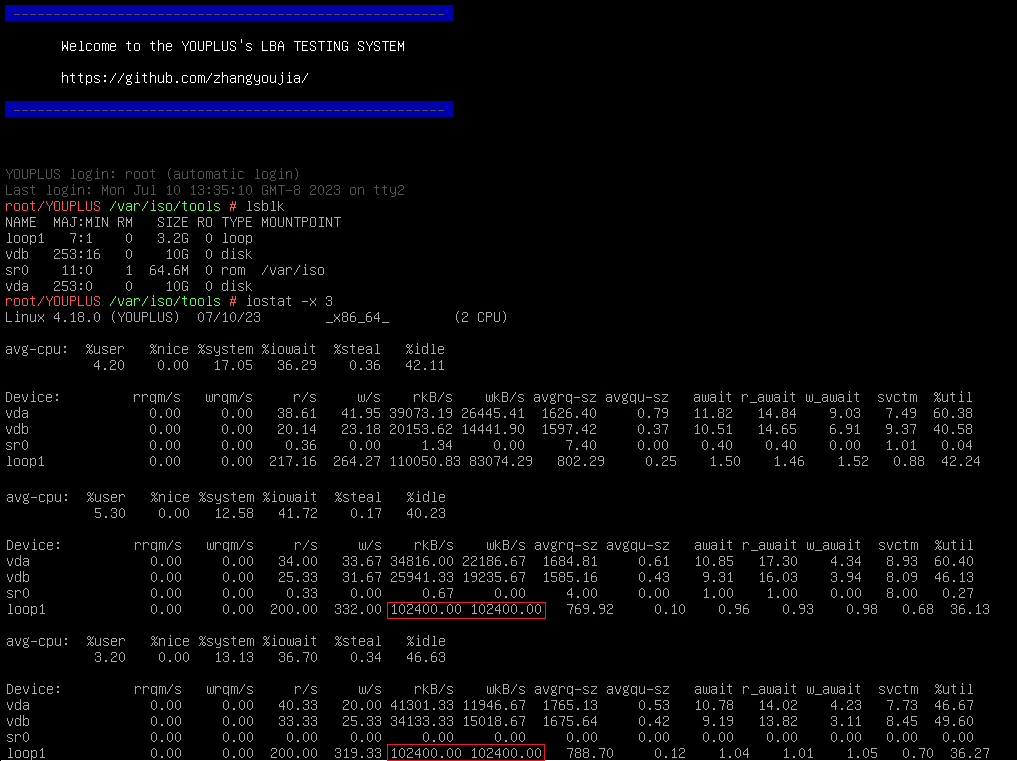 Welcome to the YOUPLUS's LBA TESTING SYSTEM
https://github.com/zhangyoujia/
YOUPLUS login: root (automatic login)
Last login: Mon Jul 10 13:35:10 GMT-8 2023 on tty2
root/YOUPLUS /var/iso/tools # lsblk
NAME  MAJ:MIN RM   SIZE RO TYPE MOUNTPOINT
loop1   7:1    0   3.2G  0 loop
vdb   253:16   0    10G  0 disk
sr0    11:0    1  64.6M  0 rom  /var/iso
vda   253:0    0    10G  0 disk
root/YOUPLUS /var/iso/tools # iostat -x 3
Linux 4.18.0 (YOUPLUS)  07/10/23        _x86_64_        (2 CPU)
avg-cpu:  %user   %nice %system %iowait  %steal   %idle
4.20    0.00   17.05   36.29    0.36   42.11
Device:         rrqm/s   wrqm/s     r/s     w/s    rkB/s    wkB/s avgrq-sz avgqu-sz   await r_await w_await  svctm  %util
vda               0.00     0.00   38.61   41.95 39073.19 26445.41  1626.40     0.79   11.82   14.84    9.03   7.49  60.38
vdb               0.00     0.00   20.14   23.18 20153.62 14441.90  1597.42     0.37   10.51   14.65    6.91   9.37  40.58
sr0               0.00     0.00    0.36    0.00     1.34     0.00     7.40     0.00    0.40    0.40    0.00   1.01   0.04
loop1             0.00     0.00  217.16  264.27 110050.83 83074.29   802.29     0.25    1.50    1.46    1.52   0.88  42.24
avg-cpu:  %user   %nice %system %iowait  %steal   %idle
5.30    0.00   12.58   41.72    0.17   40.23
Device:         rrqm/s   wrqm/s     r/s     w/s    rkB/s    wkB/s avgrq-sz avgqu-sz   await r_await w_await  svctm  %util
vda               0.00     0.00   34.00   33.67 34816.00 22186.67  1684.81     0.61   10.85   17.30    4.34   8.93  60.40
vdb               0.00     0.00   25.33   31.67 25941.33 19235.67  1585.16     0.43    9.31   16.03    3.94   8.09  46.13
sr0               0.00     0.00    0.33    0.00     0.67     0.00     4.00     0.00    1.00    1.00    0.00   8.00   0.27
loop1             0.00     0.00  200.00  332.00 102400.00 102400.00   769.92     0.10    0.96    0.93    0.98   0.68  36.13
avg-cpu:  %user   %nice %system %iowait  %steal   %idle
3.20    0.00   13.13   36.70    0.34   46.63
Device:         rrqm/s   wrqm/s     r/s     w/s    rkB/s    wkB/s avgrq-sz avgqu-sz   await r_await w_await  svctm  %util
vda               0.00     0.00   40.33   20.00 41301.33 11946.67  1765.13     0.53   10.78   14.02    4.23   7.73  46.67
vdb               0.00     0.00   33.33   25.33 34133.33 15018.67  1675.64     0.42    9.19   13.82    3.11   8.45  49.60
sr0               0.00     0.00    0.00    0.00     0.00     0.00     0.00     0.00    0.00    0.00    0.00   0.00   0.00
loop1             0.00     0.00  200.00  319.33 102400.00 102400.00   788.70     0.12    1.04    1.01    1.05   0.70  36.27